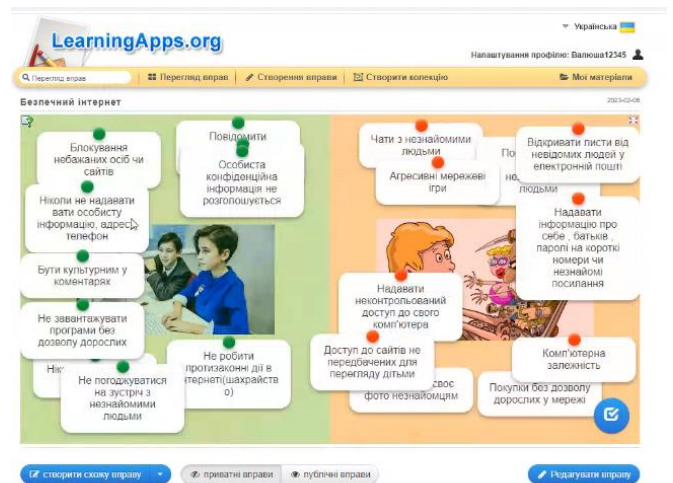 LearningApps.org
Українська
Налаштування профілю: Валюша12345
Перегляд вправ
Перегляд вправ
Створення вправи
Створити колекцію
Мої матеріали
Безпечний інтернет
2023-02-06
Блокування
небажаних осіб чи
сайтів
Повідомити
Особиста
конфіденційна
інформація не
розголошується
Ніколи не надавати
вати особисту
інформацію, адресу
телефон
Бути культурним у
коментарях
Не завантажувати
програми без
дозволу дорослих
Не погоджуватися
на зустріч з
незнайомими
людьми
Не робити
протизаконні дії в
інтернеті(шахрайств
о)
Чати з незнайомими
людьми
Агресивні мережеві
ігри
людьми
Відкривати листи від
невідомих людей у
електронній пошті
Надавати
інформацію про
себе , батьків ,
паролі на короткі
номери чи
незнайомі
посилання
Надавати
неконтрольований
доступ до свого
комп'ютера
Доступ до сайтів не
передбачених для
перегляду дітьми
своє
фото незнайомцям
Комп'ютерна
залежність
Покупки без дозволу
дорослих у мережі
створити схожу вправу
приватні вправи
публічні вправи
Редагувати вправу